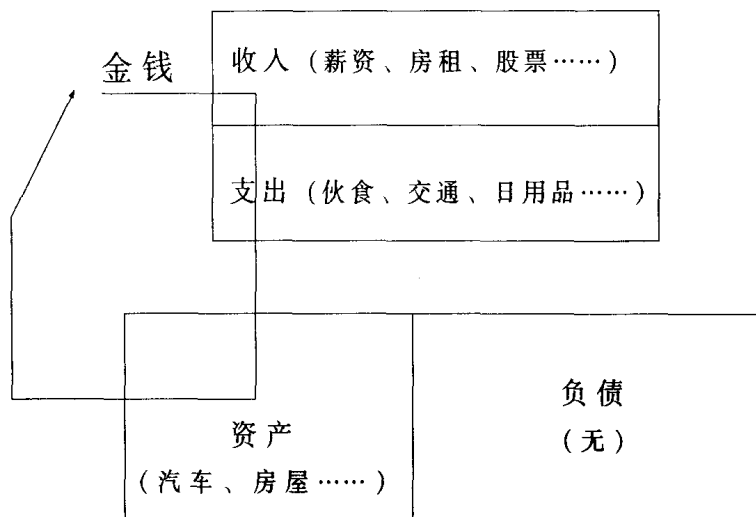 金钱
收入（薪资、房租、股票……）
支出（伙食、交通、日用品……）
资产
（汽车、房屋……）
负债
（无）